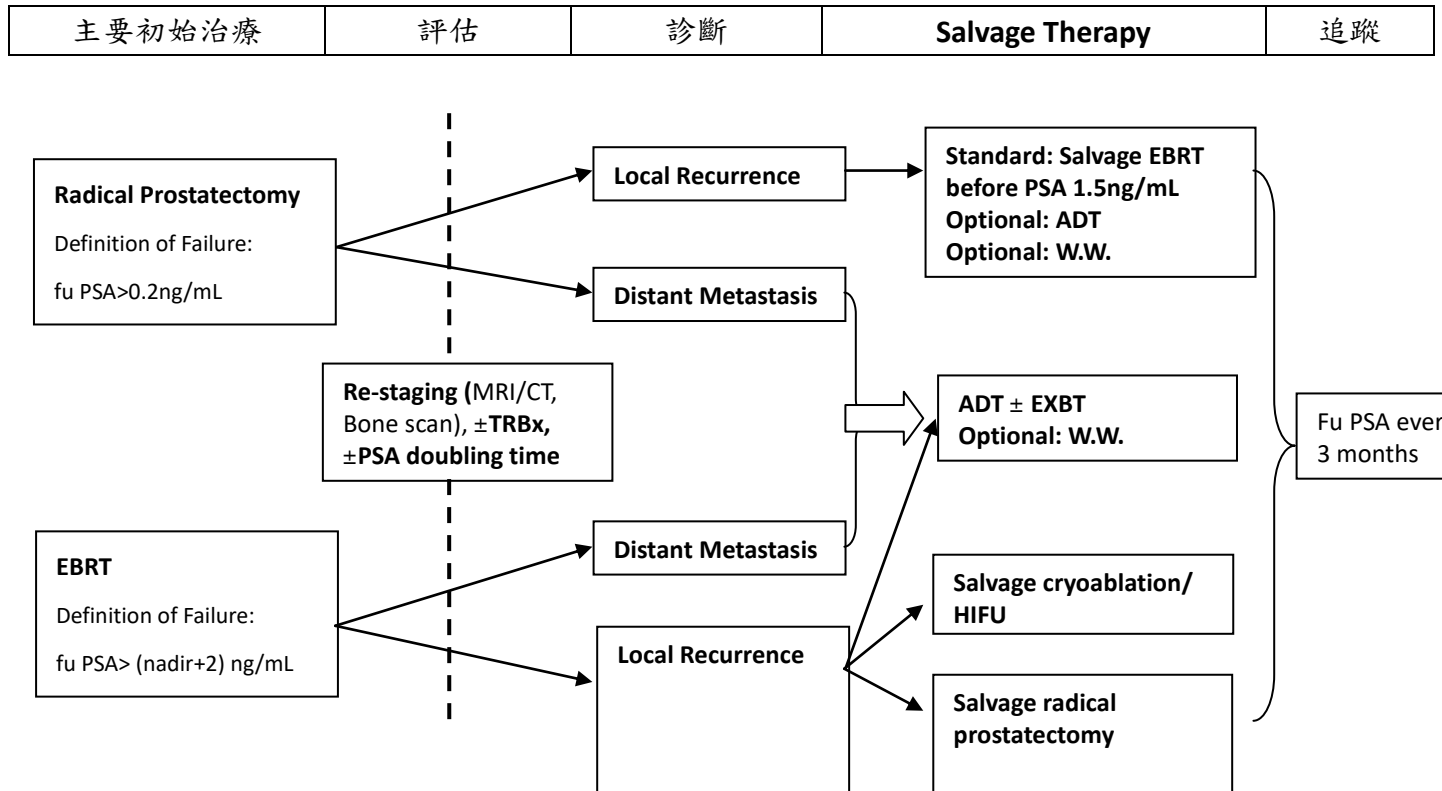 主要初始治療
評估
診斷
Salvage Therapy
追蹤
Radical Prostatectomy
Definition of Failure:
fu PSA>0.2ng/mL
Local Recurrence
Standard: Salvage EBRT
before PSA 1.5ng/mL
Optional: ADT
Optional: W.W.
Distant Metastasis
Re-staging (MRI/CT,
Bone scan), ±TRBx,
±PSA doubling time
ADT ± EXBT
Optional: W.W.
Fu PSA ever
3 months
EBRT
Definition of Failure:
fu PSA> (nadir+2) ng/mL
Distant Metastasis
Local Recurrence
Salvage cryoablation/
HIFU
Salvage radical
prostatectomy